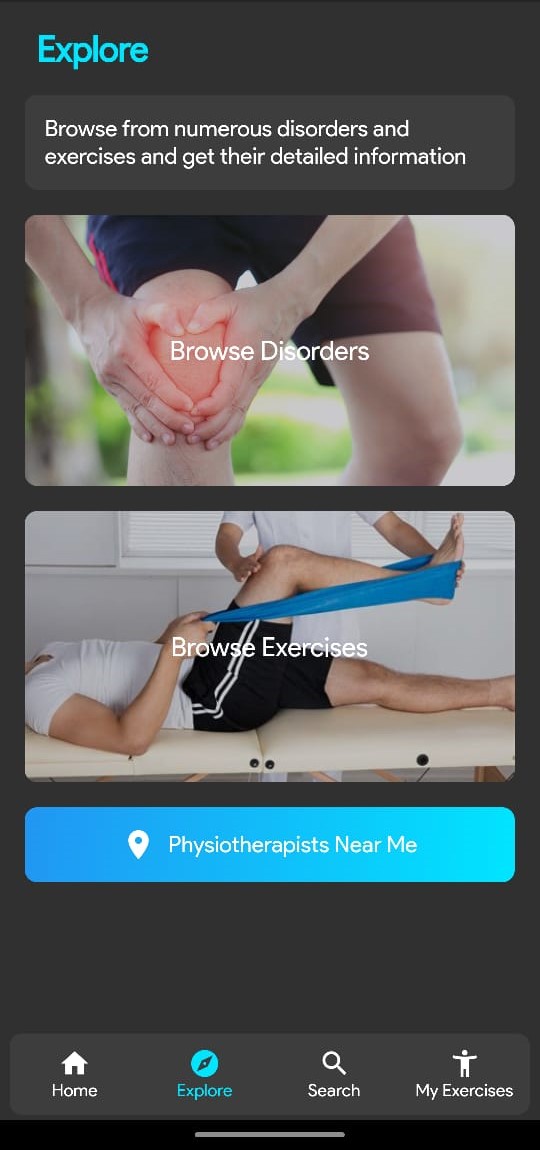 Explore
Browse from numerous disorders and
exercises and get their detailed information
Browse Disorders
Browse Exercises
Physiotherapists Near Me
Home
Explore
Search
My Exercises